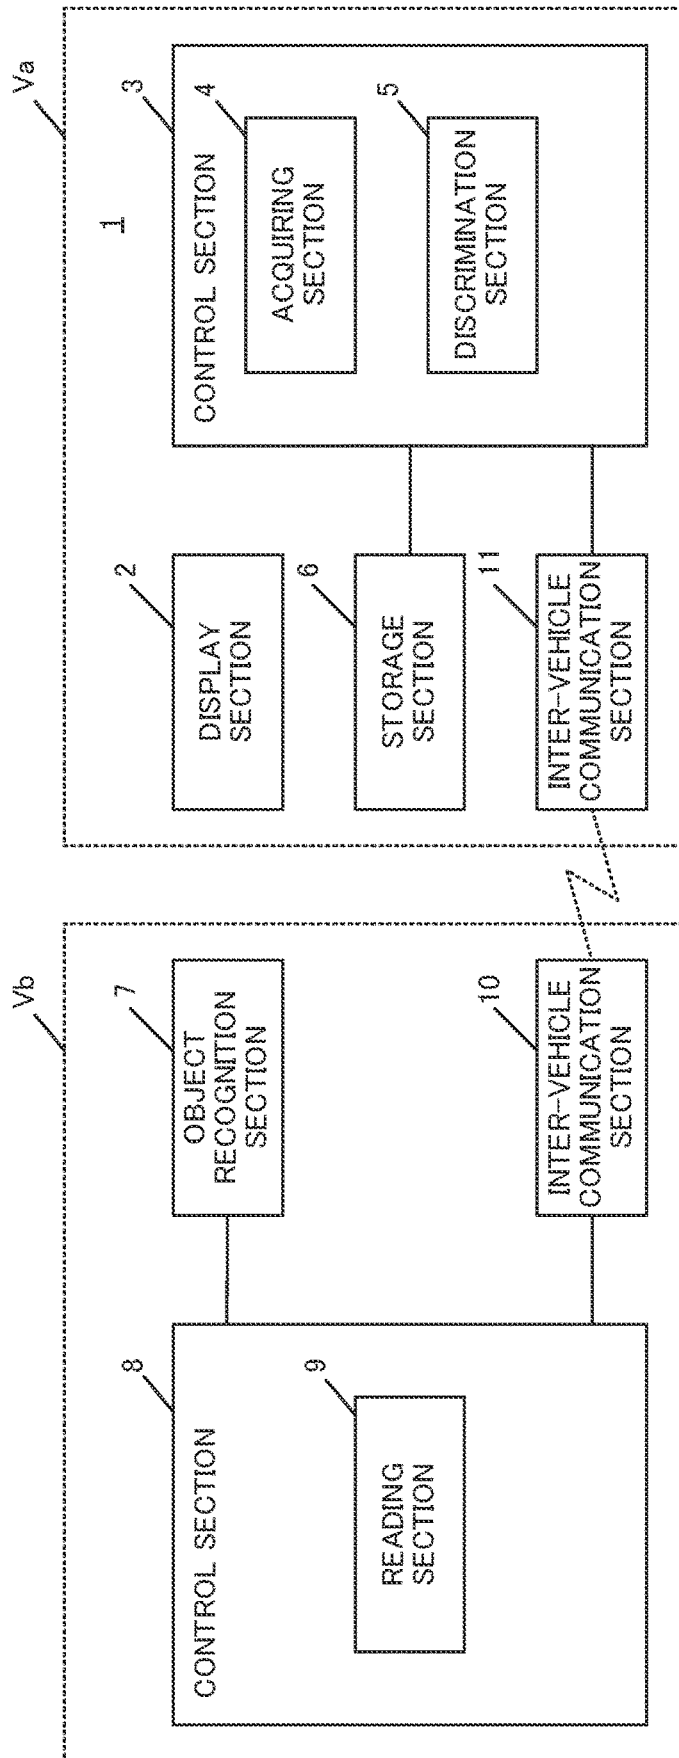 Vb
8
CONTROL SECTION
9
READING
SECTION
7
OBJECT
RECOGNITION
SECTION
10
INTER-VEHICLE
COMMUNICATION
SECTION
Va
1
2
DISPLAY
SECTION
6
STORAGE
SECTION
11
INTER-VEHICLE
COMMUNICATION
SECTION
3
CONTROL SECTION
4
ACQUIRING
SECTION
5
DISCRIMINATION
SECTION